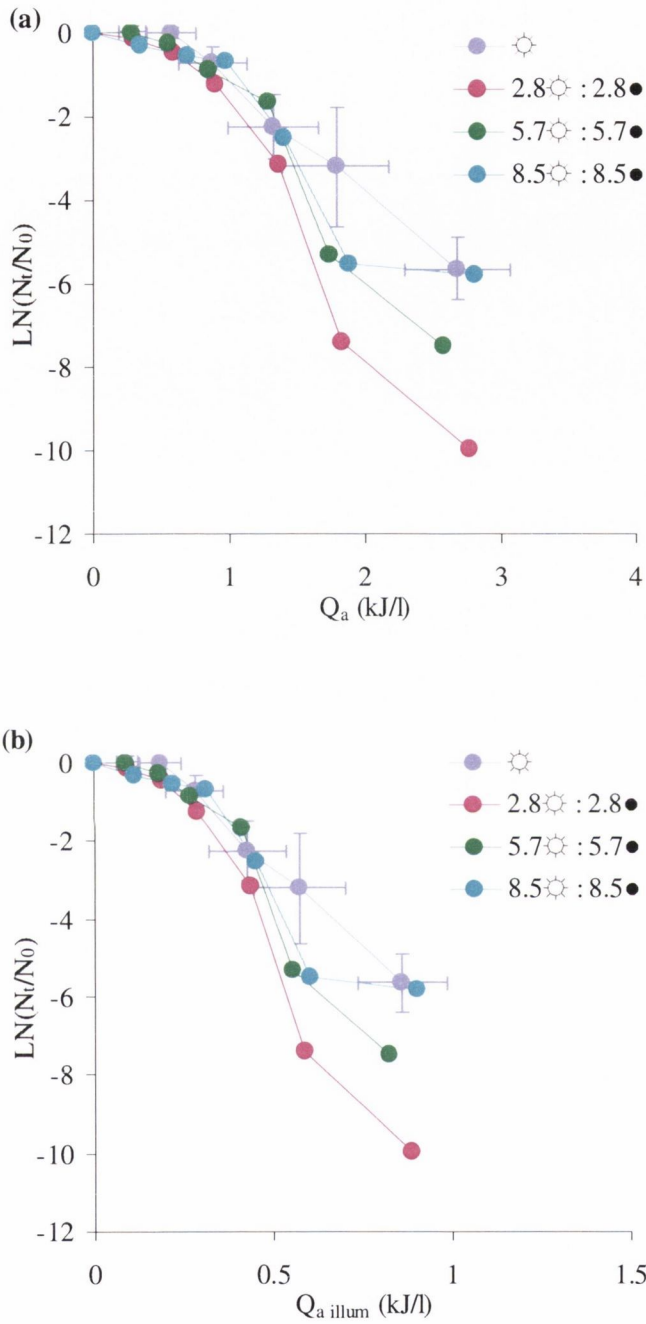 (a)
0
-2
-4
-6
-8
-10
-12
LN(Nt/N0)
0 1 2 3 4
Qa (kJ/l)
☼
2.8☼ : 2.8●
5.7☼ : 5.7●
8.5☼ : 8.5●
(b)
0
-2
-4
-6
-8
-10
-12
LN(Nt/N0)
0 0.5 1 1.5
Qa illum (kJ/l)
☼
2.8☼ : 2.8●
5.7☼ : 5.7●
8.5☼ : 8.5●